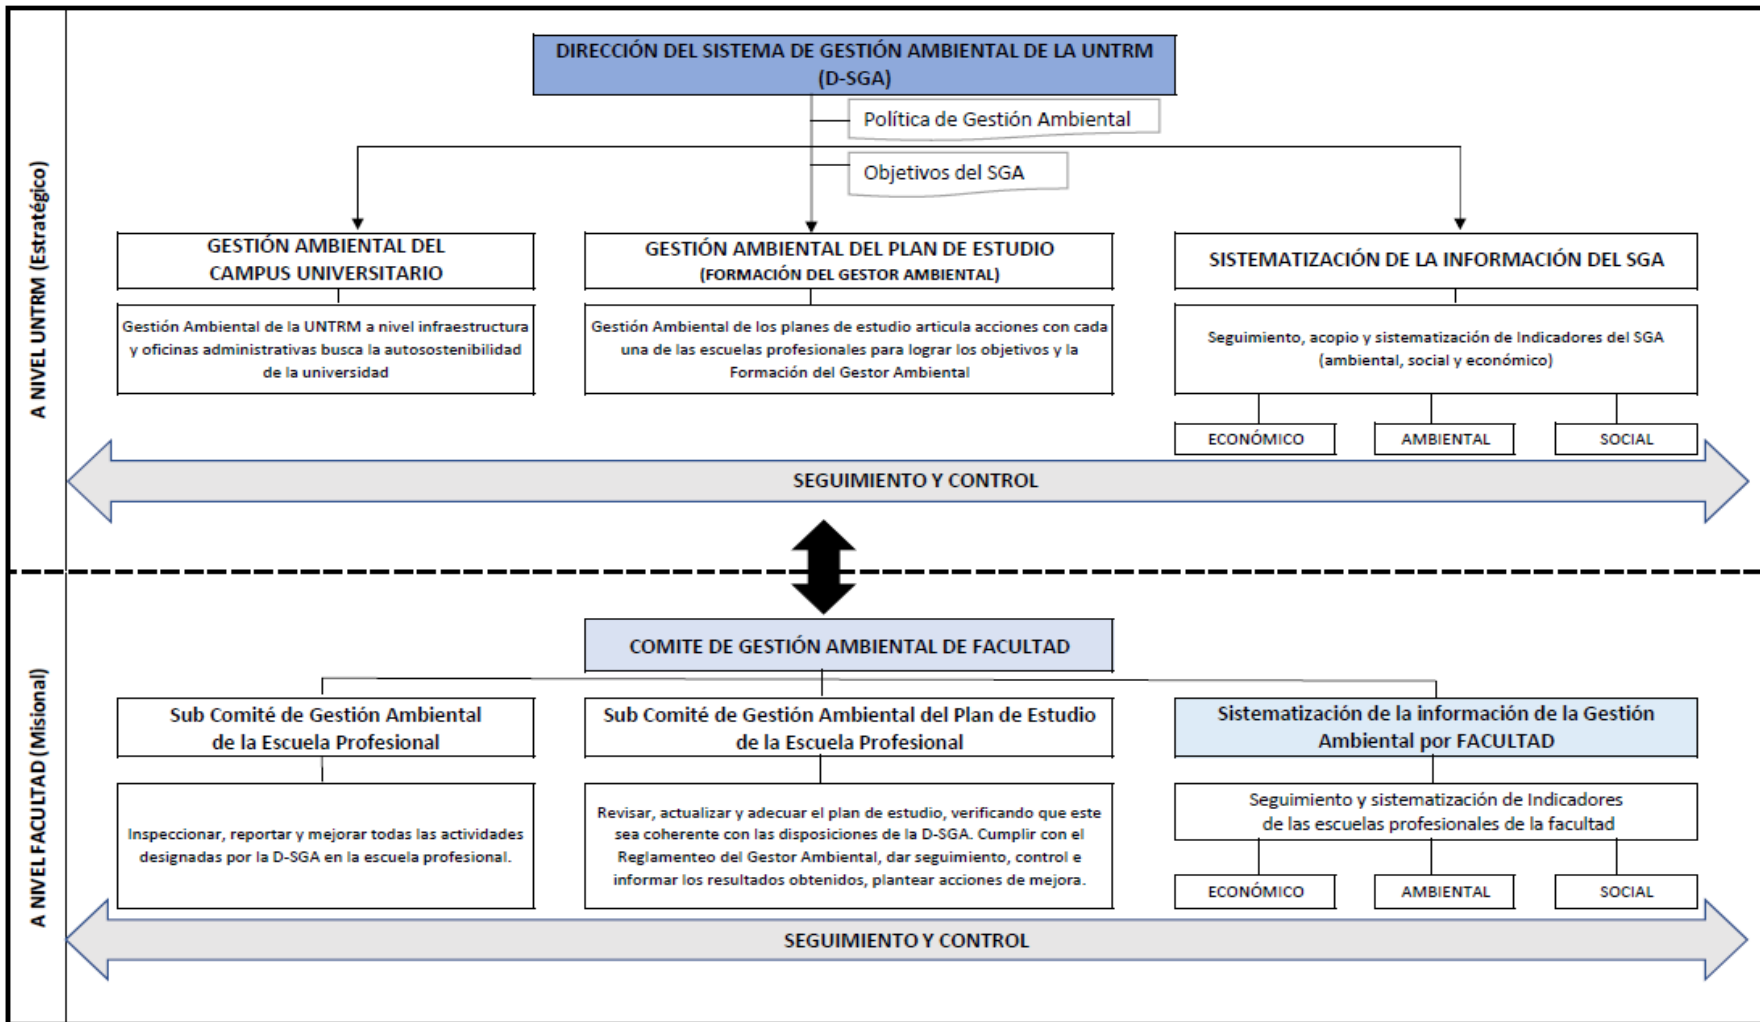 A NIVEL UNTRM (Estratégico)
DIRECCIÓN DEL SISTEMA DE GESTIÓN AMBIENTAL DE LA UNTRM
(D-SGA)
Política de Gestión Ambiental
Objetivos del SGA
GESTIÓN AMBIENTAL DEL
CAMPUS UNIVERSITARIO
Gestión Ambiental de la UNTRM a nivel infraestructura
y oficinas administrativas busca la autosostenibilidad
de la universidad
GESTIÓN AMBIENTAL DEL PLAN DE ESTUDIO
(FORMACIÓN DEL GESTOR AMBIENTAL)
Gestión Ambiental de los planes de estudio articula acciones con cada
una de las escuelas profesionales para lograr los objetivos y la
Formación del Gestor Ambiental
SISTEMATIZACIÓN DE LA INFORMACIÓN DEL SGA
Seguimiento, acopio y sistematización de Indicadores del SGA
(ambiental, social y económico)
ECONÓMICO
AMBIENTAL
SOCIAL
SEGUIMIENTO Y CONTROL
A NIVEL FACULTAD (Misional)
COMITE DE GESTIÓN AMBIENTAL DE FACULTAD
Sub Comité de Gestión Ambiental
de la Escuela Profesional
Inspeccionar, reportar y mejorar todas las actividades
designadas por la D-SGA en la escuela profesional.
Sub Comité de Gestión Ambiental del Plan de Estudio
de la Escuela Profesional
Revisar, actualizar y adecuar el plan de estudio, verificando que este
sea coherente con las disposiciones de la D-SGA. Cumplir con el
Reglamenteo del Gestor Ambiental, dar seguimiento, control e
informar los resultados obtenidos, plantear acciones de mejora.
Sistematización de la información de la Gestión
Ambiental por FACULTAD
Seguimiento y sistematización de Indicadores
de las escuelas profesionales de la facultad
ECONÓMICO
AMBIENTAL
SOCIAL
SEGUIMIENTO Y CONTROL